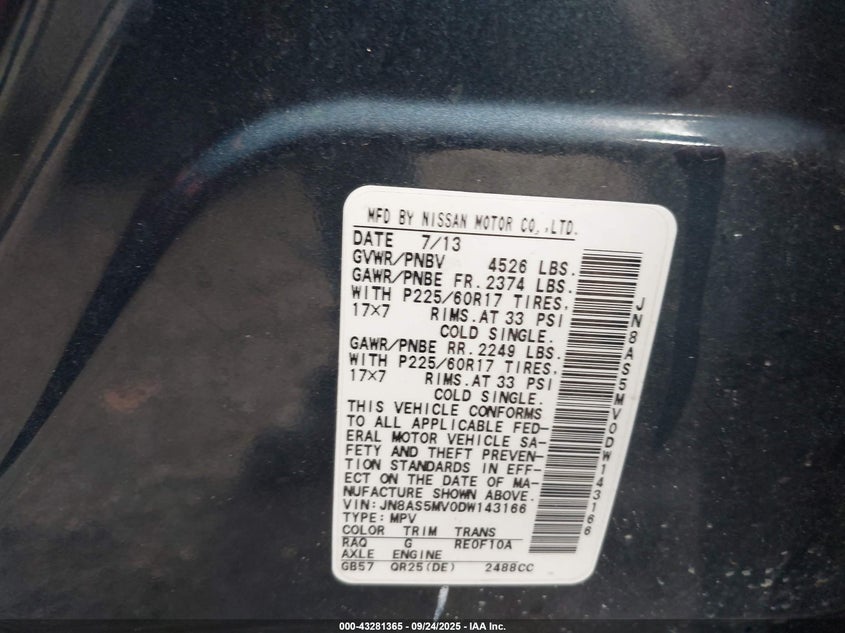 MFD BY NISSAN MOTOR CO.,LTD.
DATE 7/13
GVWR/PNBV 4526 LBS.
GAWR/PNBE FR. 2374 LBS.
WITH P225/60R17 TIRES,
17×7 RIMS.AT 33 PSI
COLD SINGLE.
GAWR/PNBE RR. 2249 LBS.
WITH P225/60R17 TIRES,
17×7 RIMS.AT 33 PSI
COLD SINGLE.
THIS VEHICLE CONFORMS
TO ALL APPLICABLE FED-
ERAL MOTOR VEHICLE SA-
FETY AND THEFT PREVEN-
TION STANDARDS IN EFF-
ECT ON THE DATE OF MA-
NUFACTURE SHOWN ABOVE.
VIN:JN8AS5MV0DW143166
TYPE:MPV
COLOR TRIM TRANS
RAQ G RE0F10A
AXLE ENGINE
GB57 QR25(DE) 2488CC
JN8AS5MV0DW143166
000-43281365 - 09/24/2025 - IAA Inc.